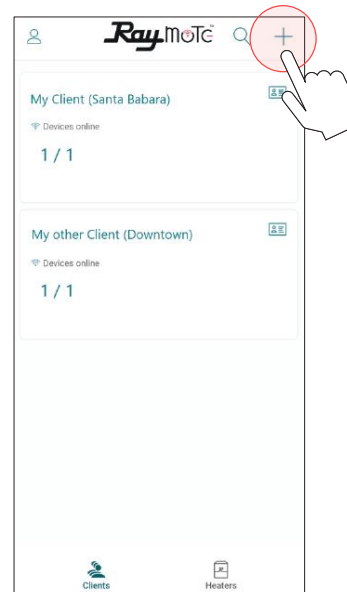 RayMOTE
My Client (Santa Babara)
Devices online
1 / 1
My other Client (Downtown)
Devices online
1 / 1
Clients
Heaters